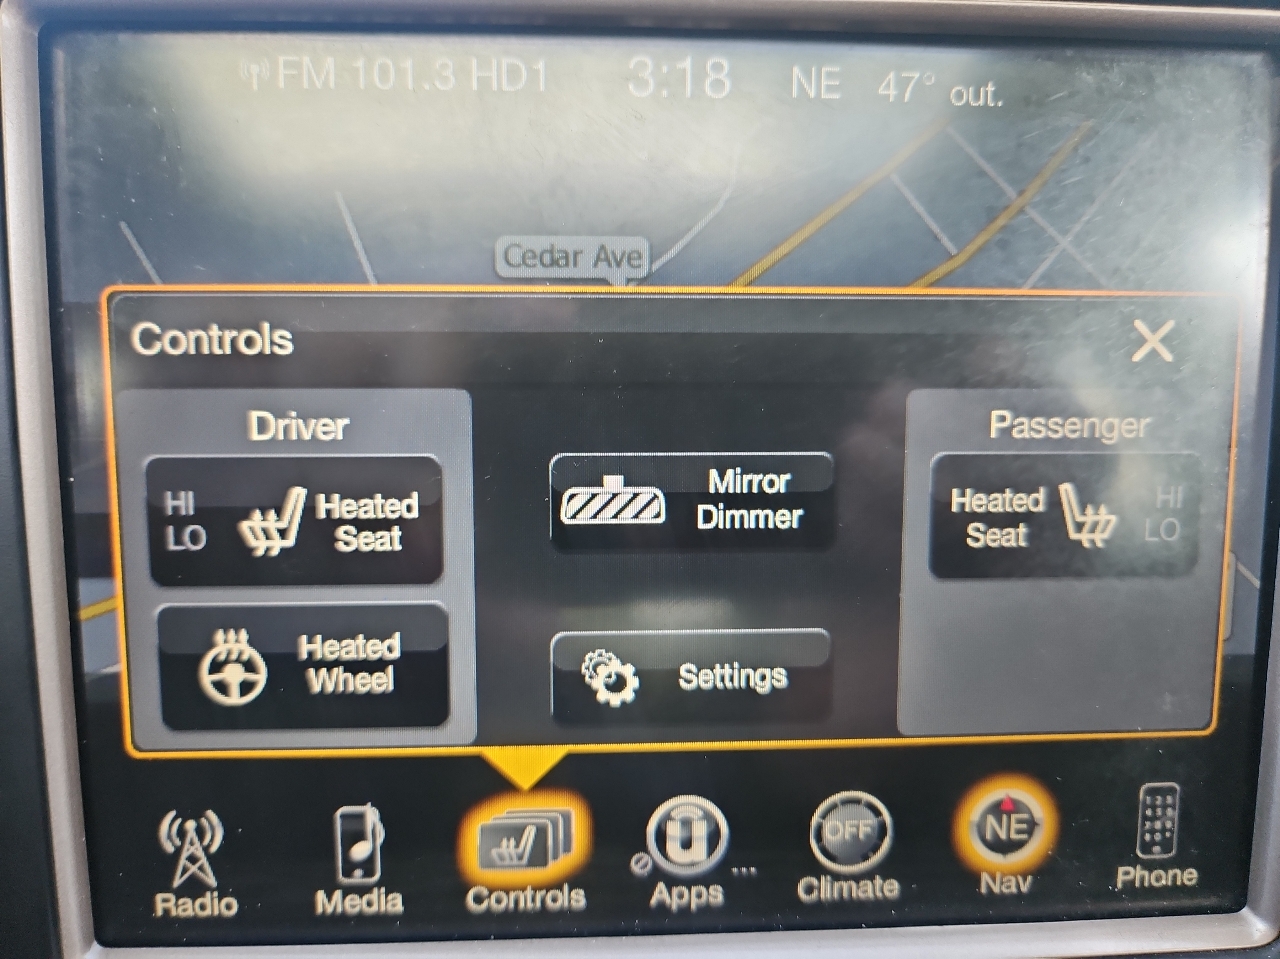 FM 101.3 HD1 3:18 NE 47° out.
Cedar Ave
Controls
Driver
HI
LO
Heated
Seat
Heated
Wheel
Mirror
Dimmer
Settings
Passenger
Heated
Seat
HI
LO
Radio
Media
Controls
Apps
OFF
Climate
NE
Nav
Phone